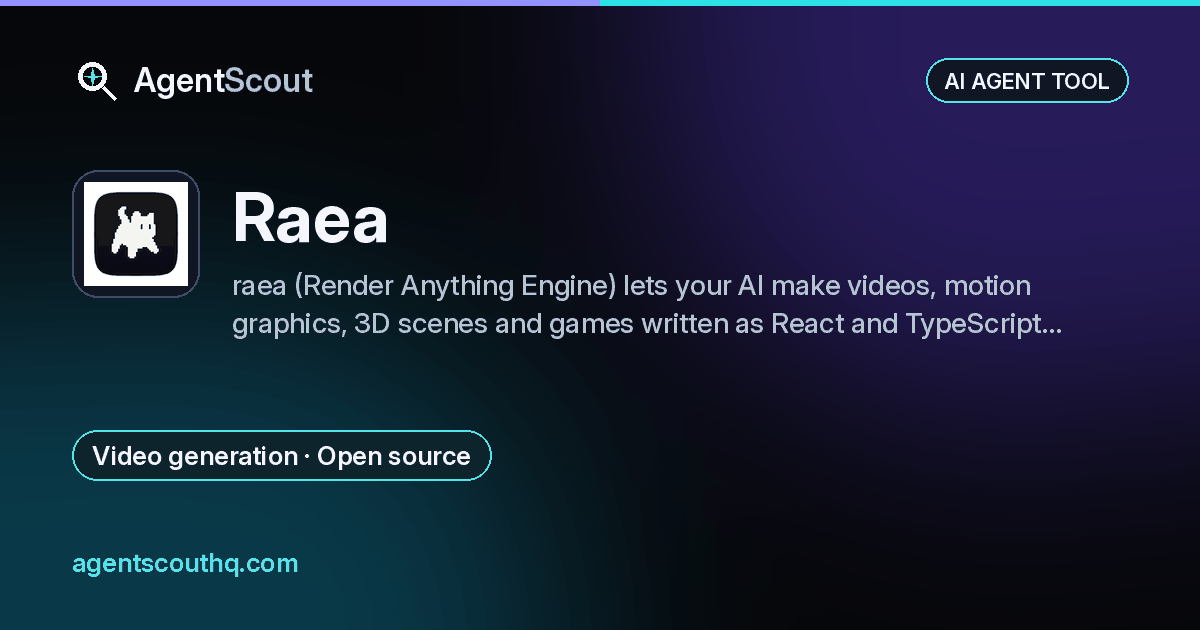 AgentScout
AI AGENT TOOL
Raea
raea (Render Anything Engine) lets your AI make videos, motion
graphics, 3D scenes and games written as React and TypeScript...
Video generation · Open source
agentscouthq.com